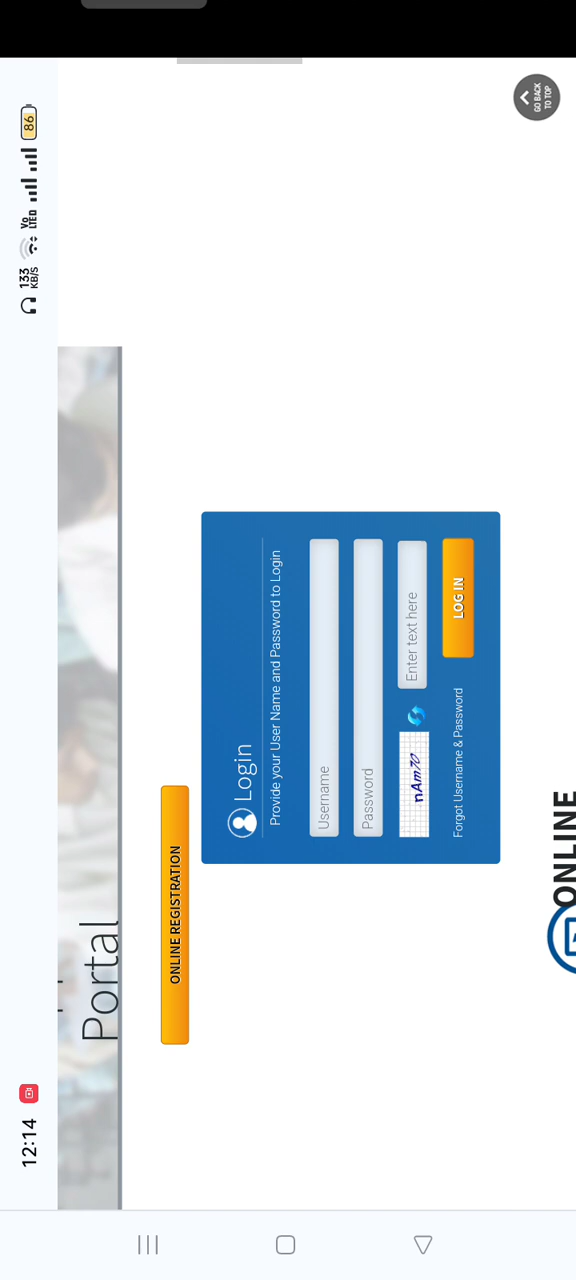 12:14
133
KB/S
Vo
LTED
86
Portal
ONLINE REGISTRATION
Login
Provide your User Name and Password to Login
Username
Password
nAm70
Enter text here
Forgot Username & Password
LOG IN
ONLINE
GO BACK
TO TOP